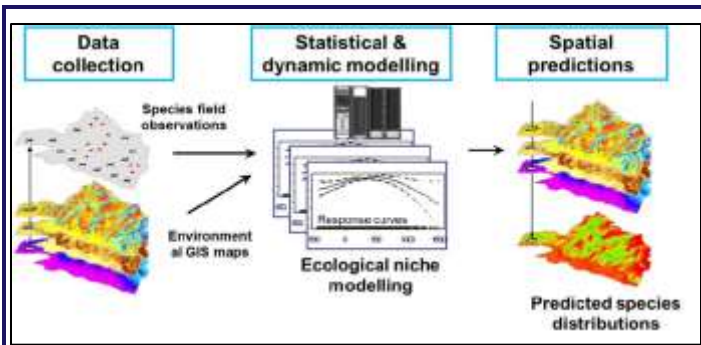 Data
collection
Statistical &
dynamic modelling
Spatial
predictions
Species field
observations
Environment
al GIS maps
Response curves
Ecological niche
modelling
Predicted species
distributions